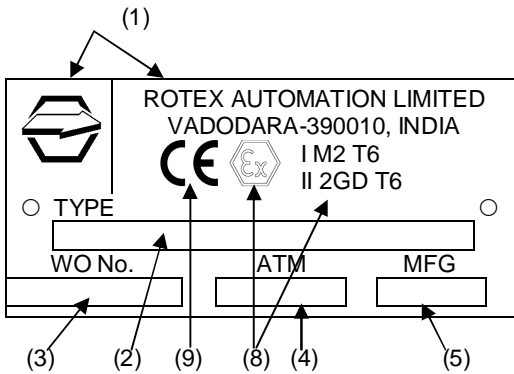 (1)
ROTEX AUTOMATION LIMITED
VADODARA-390010, INDIA
CE Ex I M2 T6
II 2GD T6
TYPE
WO No. ATM MFG
(3) (2) (9) (8) (4) (5)